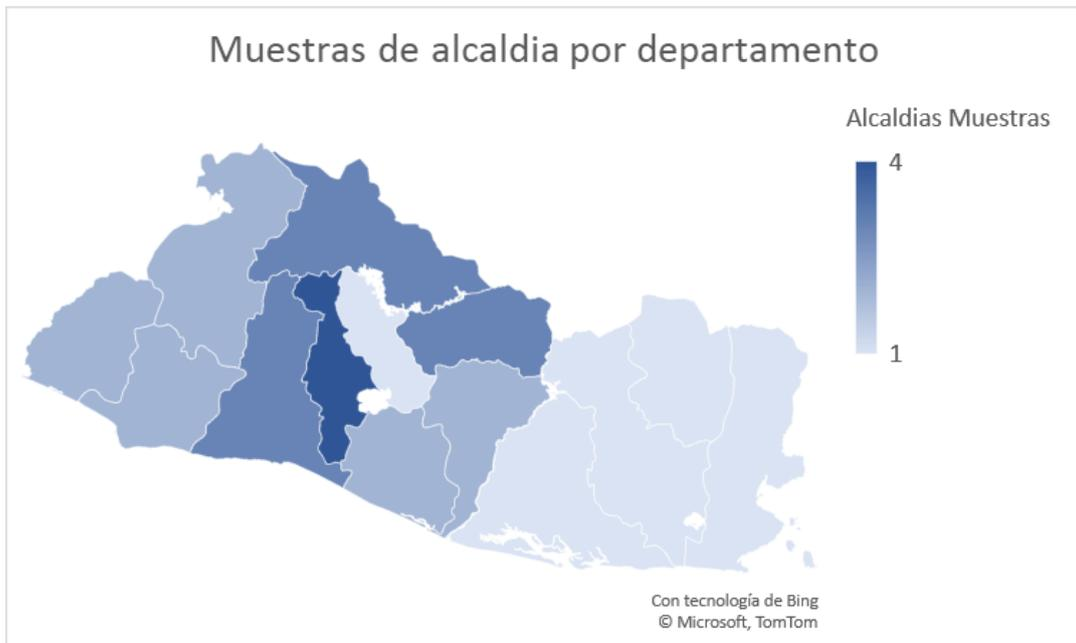 Muestras de alcaldia por departamento
Alcaldias Muestras
4
1
Con tecnología de Bing
© Microsoft, TomTom